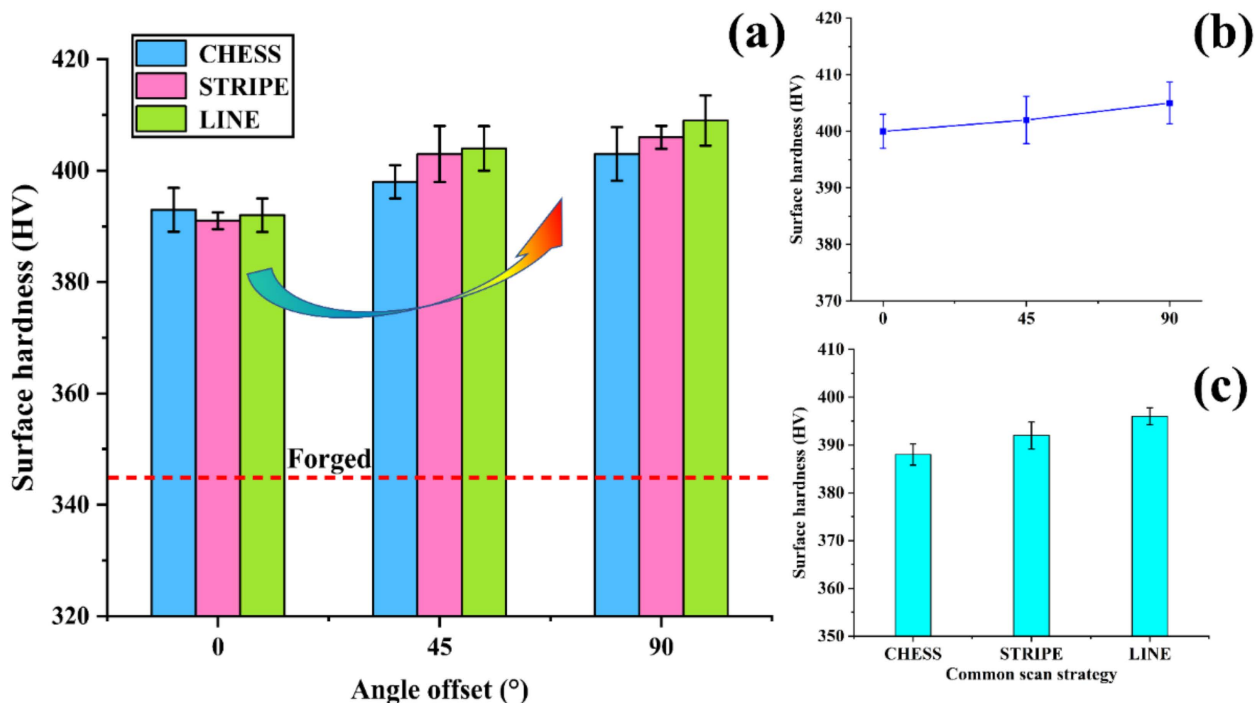 (a)
CHESS
STRIPE
LINE
Surface hardness (HV)
420
400
380
360
340
320
Forged
0 45 90
Angle offset (°)
(b)
Surface hardness (HV)
420
410
400
390
380
370
0 45 90
(c)
Surface hardness (HV)
410
400
390
380
370
360
350
CHESS STRIPE LINE
Common scan strategy